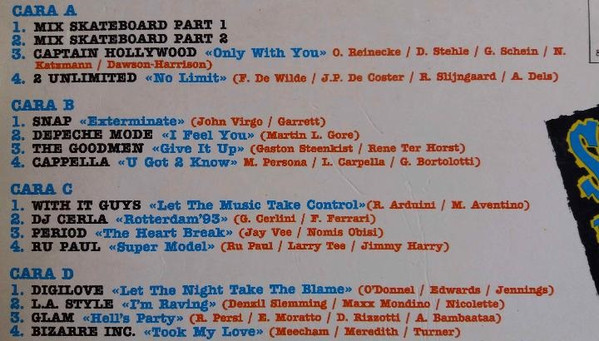 CARA A
1. MIX SKATEBOARD PART 1
2. MIX SKATEBOARD PART 2
3. CAPTAIN HOLLYWOOD «Only With You» O. Reinecke / D. Stehle / G. Schein / N.
Katzmann / Dawson-Harrison)
4. 2 UNLIMITED «No Limit» (F. De Wilde / J.P. De Coster / R. Slijngaard / A. Dels)
CARA B
1. SNAP «Exterminate» (John Virgo / Garrett)
2. DEPECHE MODE «I Feel You» (Martin L. Gore)
3. THE GOODMEN «Give It Up» (Gaston Steenkist / Rene Ter Horst)
4. CAPPELLA «U Got 2 Know» M. Persona / L. Carpella / G. Bortolotti)
CARA C
1. WITH IT GUYS «Let The Music Take Control»(R. Arduini / M. Aventino)
2. DJ CERLA «Rotterdam'93» (G. Cerlini / F. Ferrari)
3. PERIOD «The Heart Break» (Jay Vee / Nomis Obisi)
4. RU PAUL «Super Model» (Ru Paul / Larry Tee / Jimmy Harry)
CARA D
1. DIGILOVE «Let The Night Take The Blame» (O'Donnel / Edwards / Jennings)
2. L.A. STYLE «I'm Raving» (Denzil Slemming / Maxx Mondino / Nicolette)
3. GLAM «Hell's Party» (R. Persi / E. Moratto / D. Rizzotti / A. Bambaataa)
4. BIZARRE INC. «Took My Love» (Meecham / Meredith / Turner)